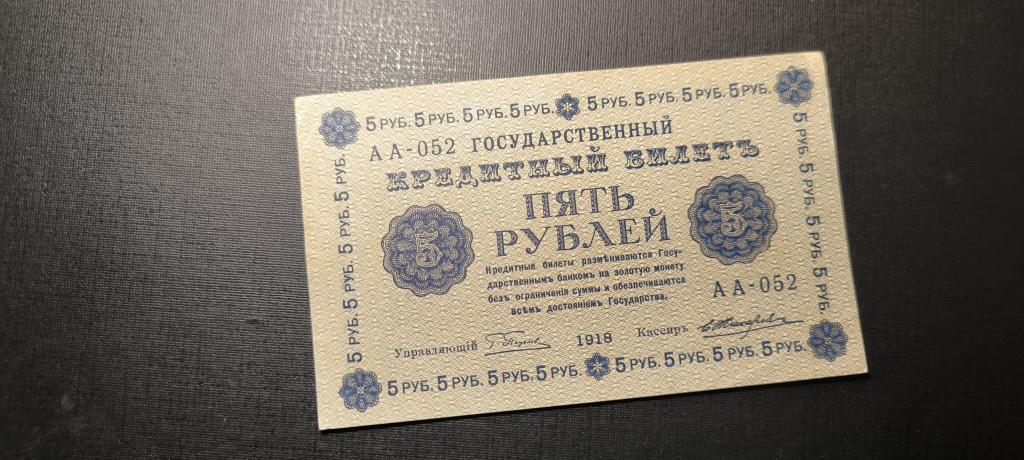 5 РУБ. 5 РУБ. 5 РУБ. 5 РУБ. 5 РУБ. 5 РУБ. 5 РУБ. 5 РУБ.
АА-052 ГОСУДАРСТВЕННЫЙ
КРЕДИТНЫЙ БИЛЕТЪ
5 РУБ. 5 РУБ. 5 РУБ. 5 РУБ.
5
ПЯТЬ
РУБЛЕЙ
5
5 РУБ. 5 РУБ. 5 РУБ. 5 РУБ.
Кредитные билеты размѣниваются Госу-
дарственнымъ банкомъ на золотую монету
безъ ограниченія суммы и обезпечиваются
всѣмъ достояніемъ Государства.
АА-052
Управляющій 1918 Кассиръ
5 РУБ. 5 РУБ. 5 РУБ. 5 РУБ. 5 РУБ. 5 РУБ. 5 РУБ. 5 РУБ.